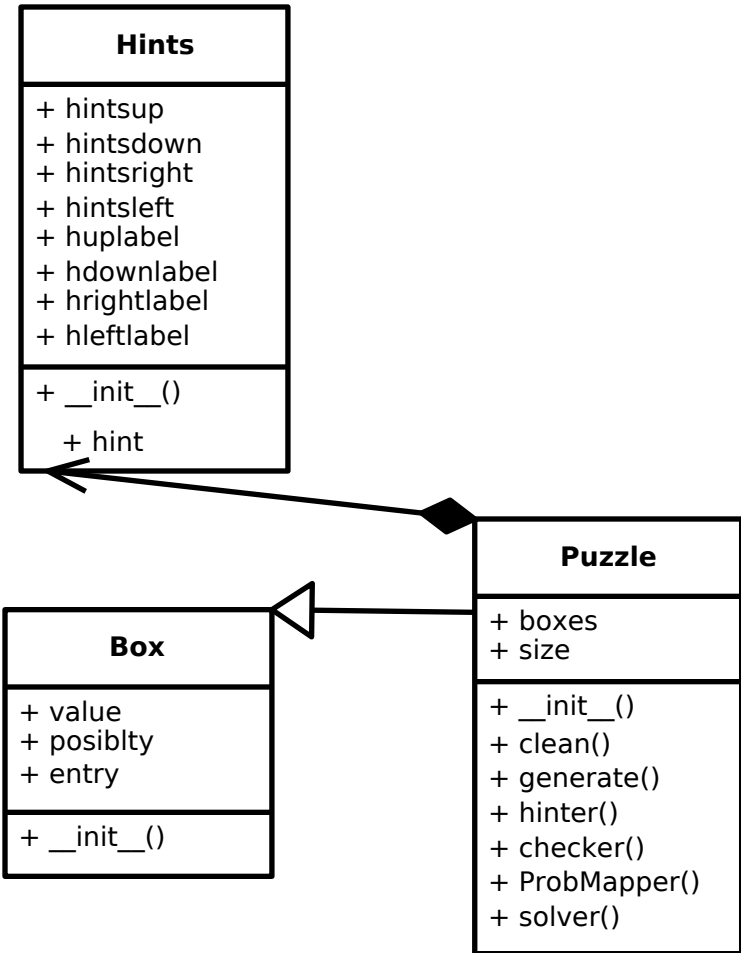 Hints
+ hintsup
+ hintsdown
+ hintsright
+ hintsleft
+ huplabel
+ hdownlabel
+ hrightlabel
+ hleftlabel
+ __init__()
+ hint
Puzzle
+ boxes
+ size
+ __init__()
+ clean()
+ generate()
+ hinter()
+ checker()
+ ProbMapper()
+ solver()
Box
+ value
+ posiblty
+ entry
+ __init__()